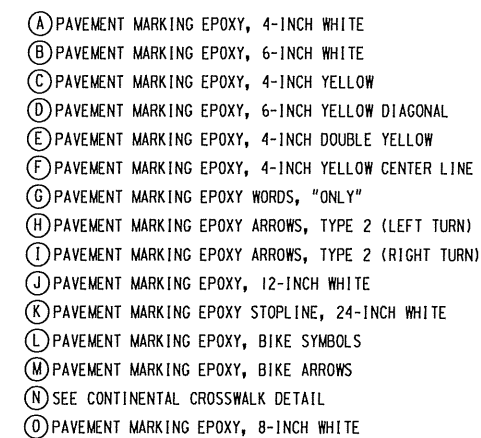 (A) PAVEMENT MARKING EPOXY, 4-INCH WHITE
(B) PAVEMENT MARKING EPOXY, 6-INCH WHITE
(C) PAVEMENT MARKING EPOXY, 4-INCH YELLOW
(D) PAVEMENT MARKING EPOXY, 6-INCH YELLOW DIAGONAL
(E) PAVEMENT MARKING EPOXY, 4-INCH DOUBLE YELLOW
(F) PAVEMENT MARKING EPOXY, 4-INCH YELLOW CENTER LINE
(G) PAVEMENT MARKING EPOXY WORDS, "ONLY"
(H) PAVEMENT MARKING EPOXY ARROWS, TYPE 2 (LEFT TURN)
(I) PAVEMENT MARKING EPOXY ARROWS, TYPE 2 (RIGHT TURN)
(J) PAVEMENT MARKING EPOXY, 12-INCH WHITE
(K) PAVEMENT MARKING EPOXY STOPLINE, 24-INCH WHITE
(L) PAVEMENT MARKING EPOXY, BIKE SYMBOLS
(M) PAVEMENT MARKING EPOXY, BIKE ARROWS
(N) SEE CONTINENTAL CROSSWALK DETAIL
(O) PAVEMENT MARKING EPOXY, 8-INCH WHITE